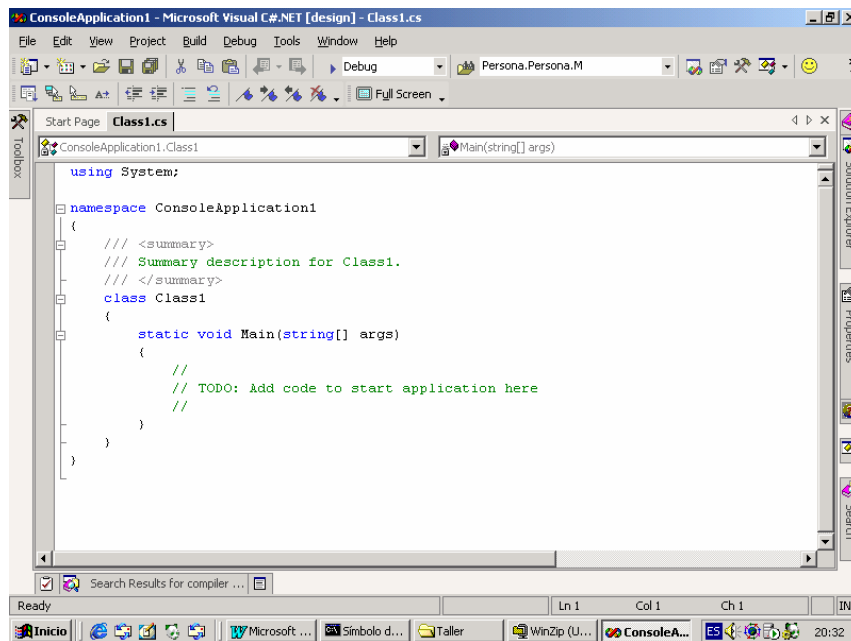 ConsoleApplication1 - Microsoft Visual C#.NET [design] - Class1.cs
File Edit View Project Build Debug Tools Window Help
Debug Persona.Persona.M
Full Screen
Start Page Class1.cs
Toolbox
ConsoleApplication1.Class1 Main(string[] args)
using System;
namespace ConsoleApplication1
{
/// <summary>
/// Summary description for Class1.
/// </summary>
class Class1
{
static void Main(string[] args)
{
//
// TODO: Add code to start application here
//
}
}
}
Solution Explorer
Properties
Search
Search Results for compiler ...
Ready Ln 1 Col 1 Ch 1 IN
Inicio Microsoft ... Símbolo d... Taller WinZip (U... ConsoleA... ES 20:32